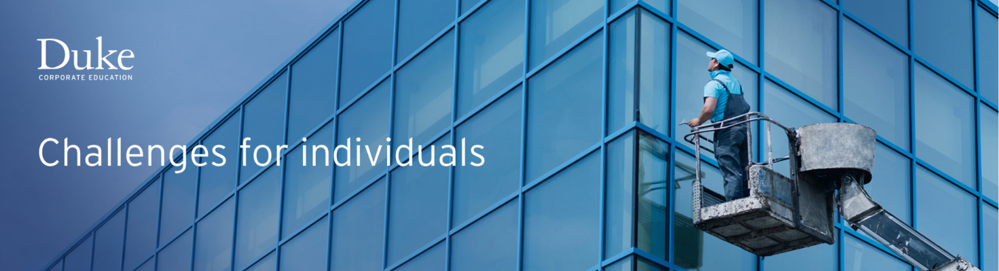 Duke
CORPORATE EDUCATION
Challenges for individuals